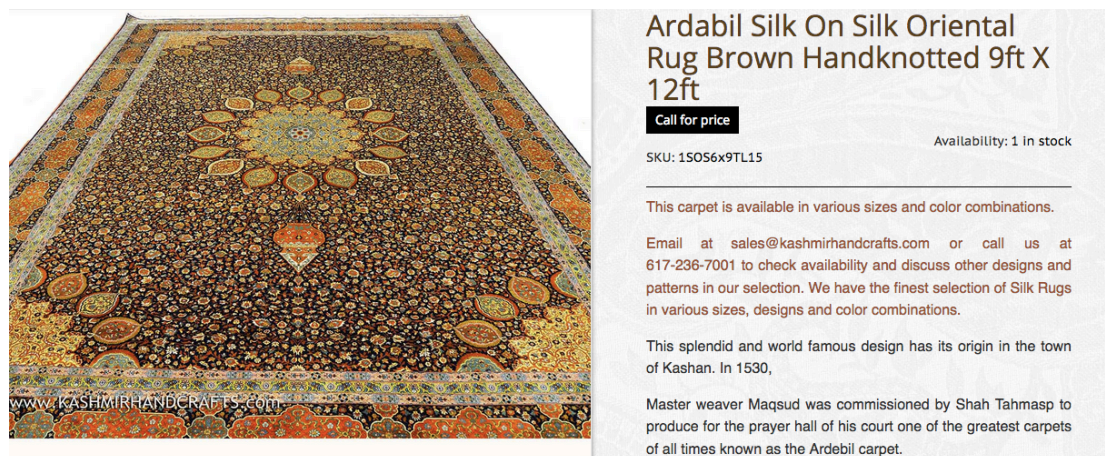 Ardabil Silk On Silk Oriental
Rug Brown Handknotted 9ft X
12ft
Call for price
Availability: 1 in stock
SKU: 1SOS6x9TL15
This carpet is available in various sizes and color combinations.
Email at sales@kashmirhandcrafts.com or call us at
617-236-7001 to check availability and discuss other designs and
patterns in our selection. We have the finest selection of Silk Rugs
in various sizes, designs and color combinations.
This splendid and world famous design has its origin in the town
of Kashan. In 1530,
Master weaver Maqsud was commissioned by Shah Tahmasp to
produce for the prayer hall of his court one of the greatest carpets
of all times known as the Ardebil carpet.
www.KASHMIRHANDCRAFTS.com